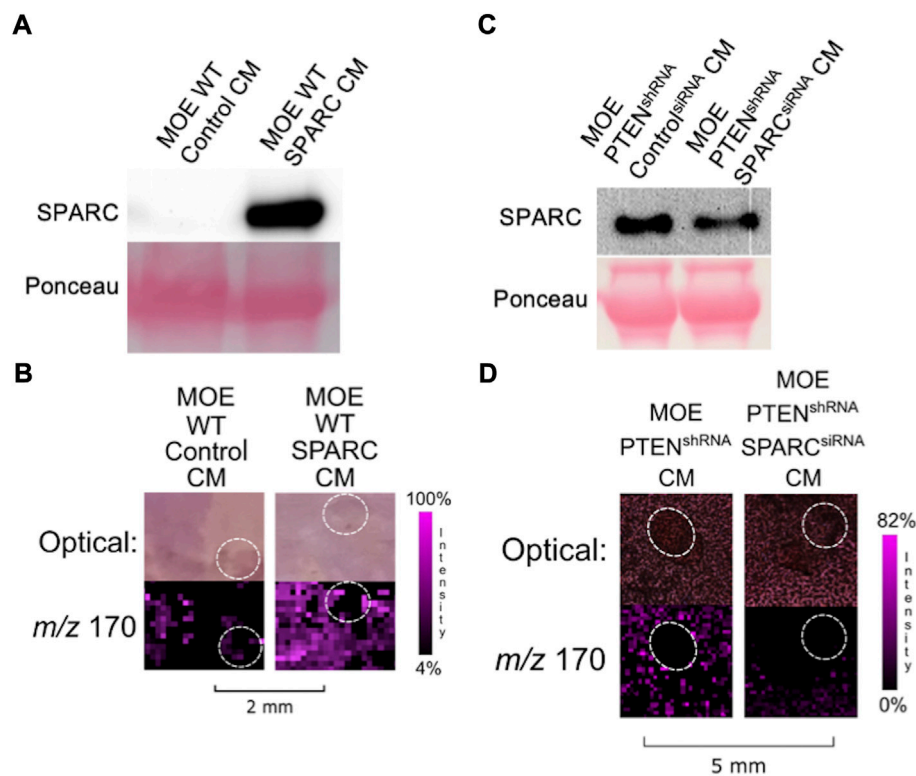 A
MOE WT
Control CM
MOE WT
SPARC CM
SPARC
Ponceau
B
MOE
WT
Control
CM
MOE
WT
SPARC
CM
Optical:
m/z 170
100%
Intensity
4%
2 mm
C
MOE
PTENshRNA
ControlsiRNA CM
MOE
PTENshRNA
SPARCsiRNA CM
SPARC
Ponceau
D
MOE
PTENshRNA
CM
MOE
PTENshRNA
SPARCsiRNA
CM
Optical:
m/z 170
82%
Intensity
0%
5 mm